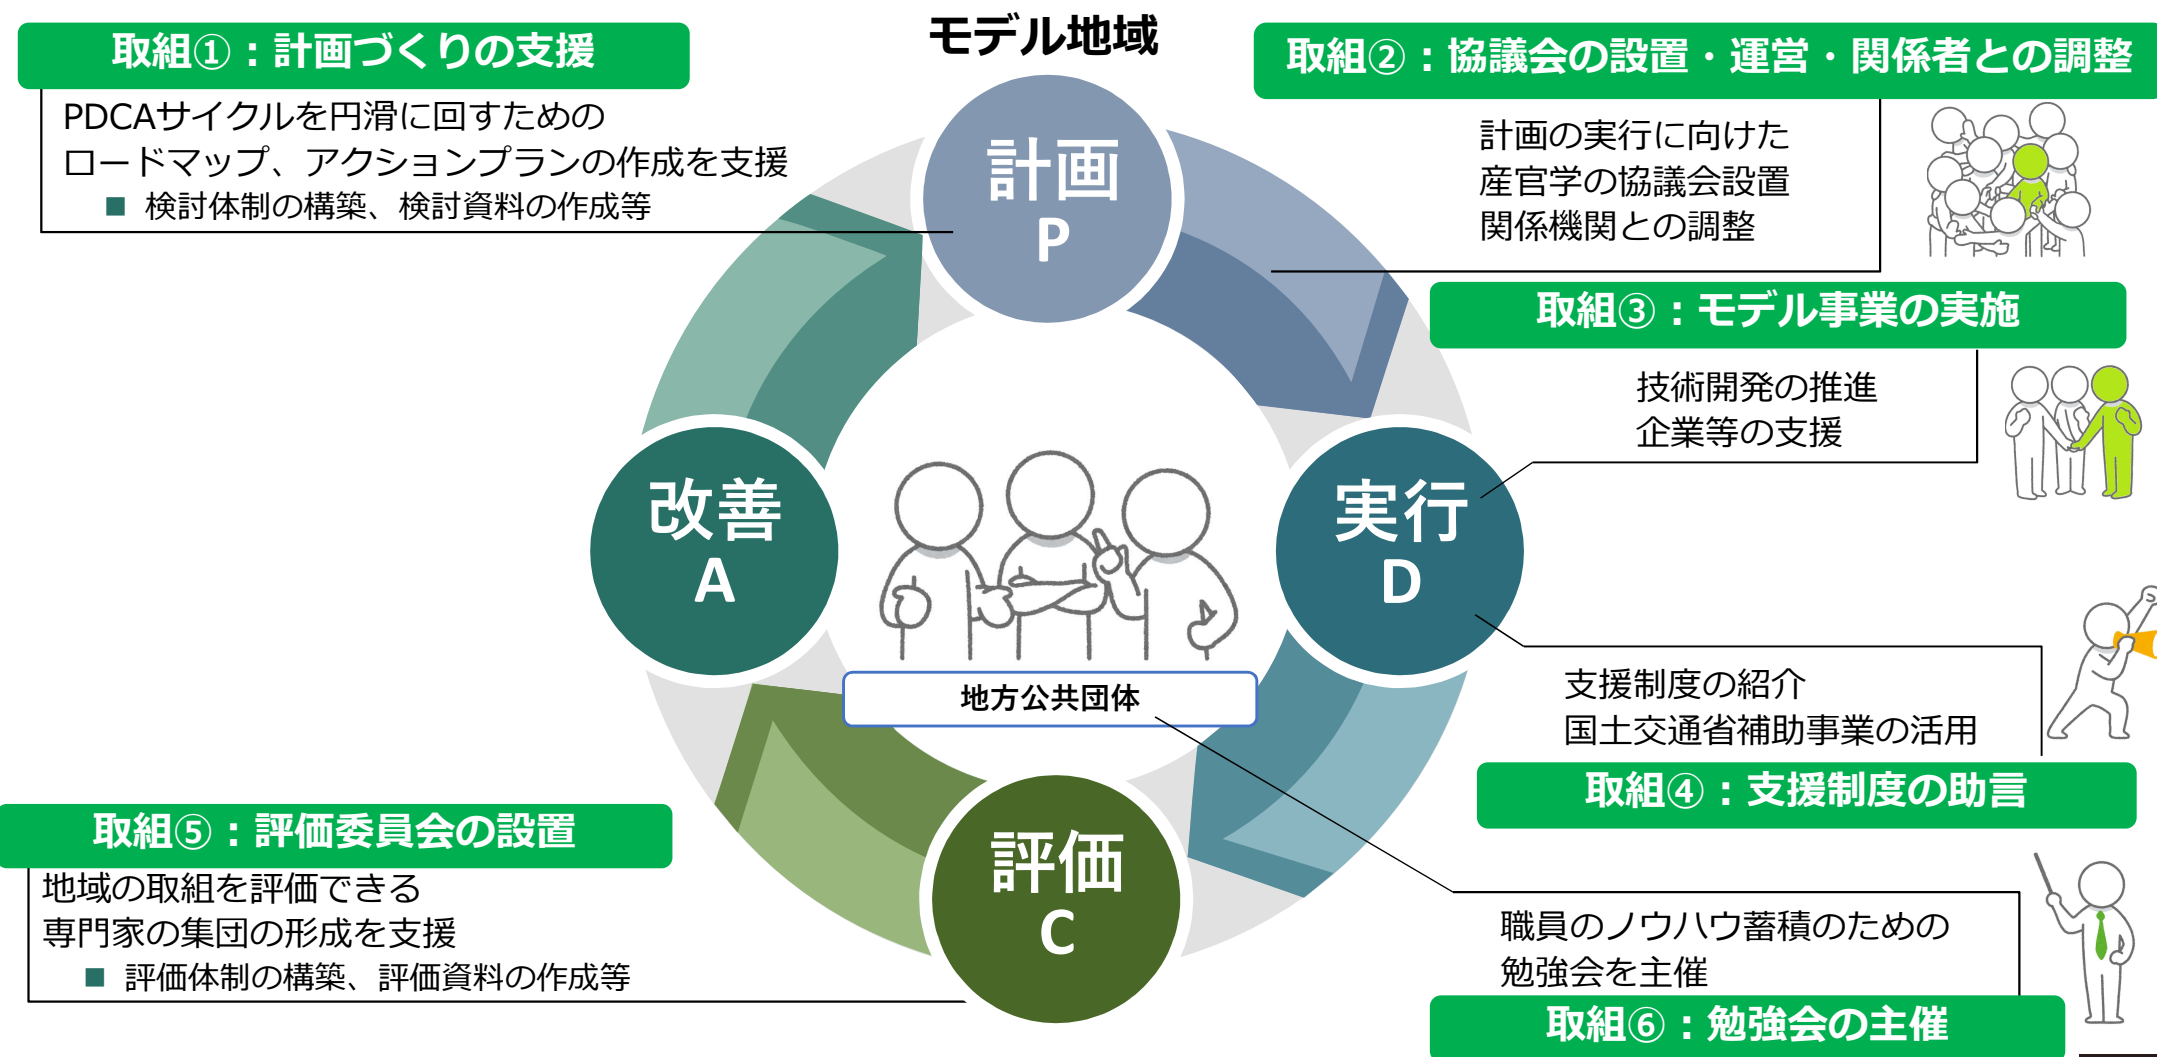 モデル地域
取組①：計画づくりの支援
PDCAサイクルを円滑に回すための
ロードマップ、アクションプランの作成を支援
■ 検討体制の構築、検討資料の作成等
取組②：協議会の設置・運営・関係者との調整
計画の実行に向けた
産官学の協議会設置
関係機関との調整
取組③：モデル事業の実施
技術開発の推進
企業等の支援
計画
P
実行
D
評価
C
改善
A
地方公共団体
支援制度の紹介
国土交通省補助事業の活用
取組④：支援制度の助言
取組⑤：評価委員会の設置
地域の取組を評価できる
専門家の集団の形成を支援
■ 評価体制の構築、評価資料の作成等
職員のノウハウ蓄積のための
勉強会を主催
取組⑥：勉強会の主催